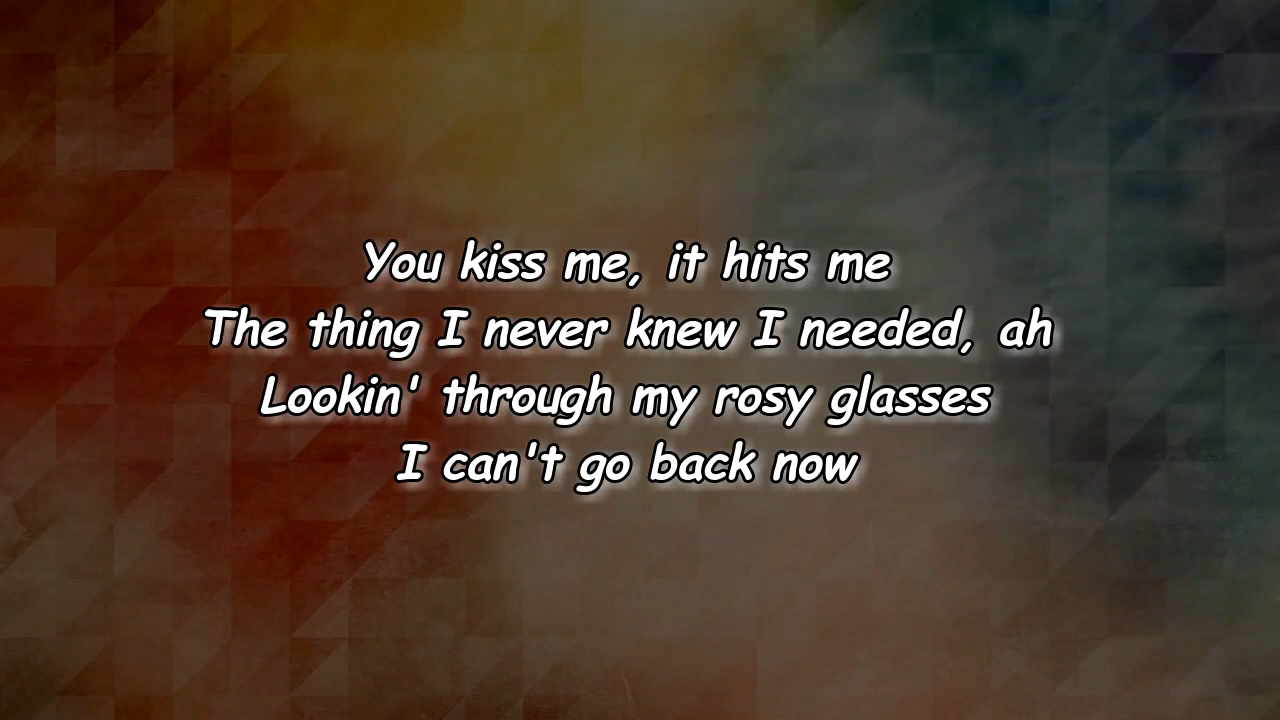 You kiss me, it hits me
The thing I never knew I needed, ah
Lookin' through my rosy glasses
I can't go back now